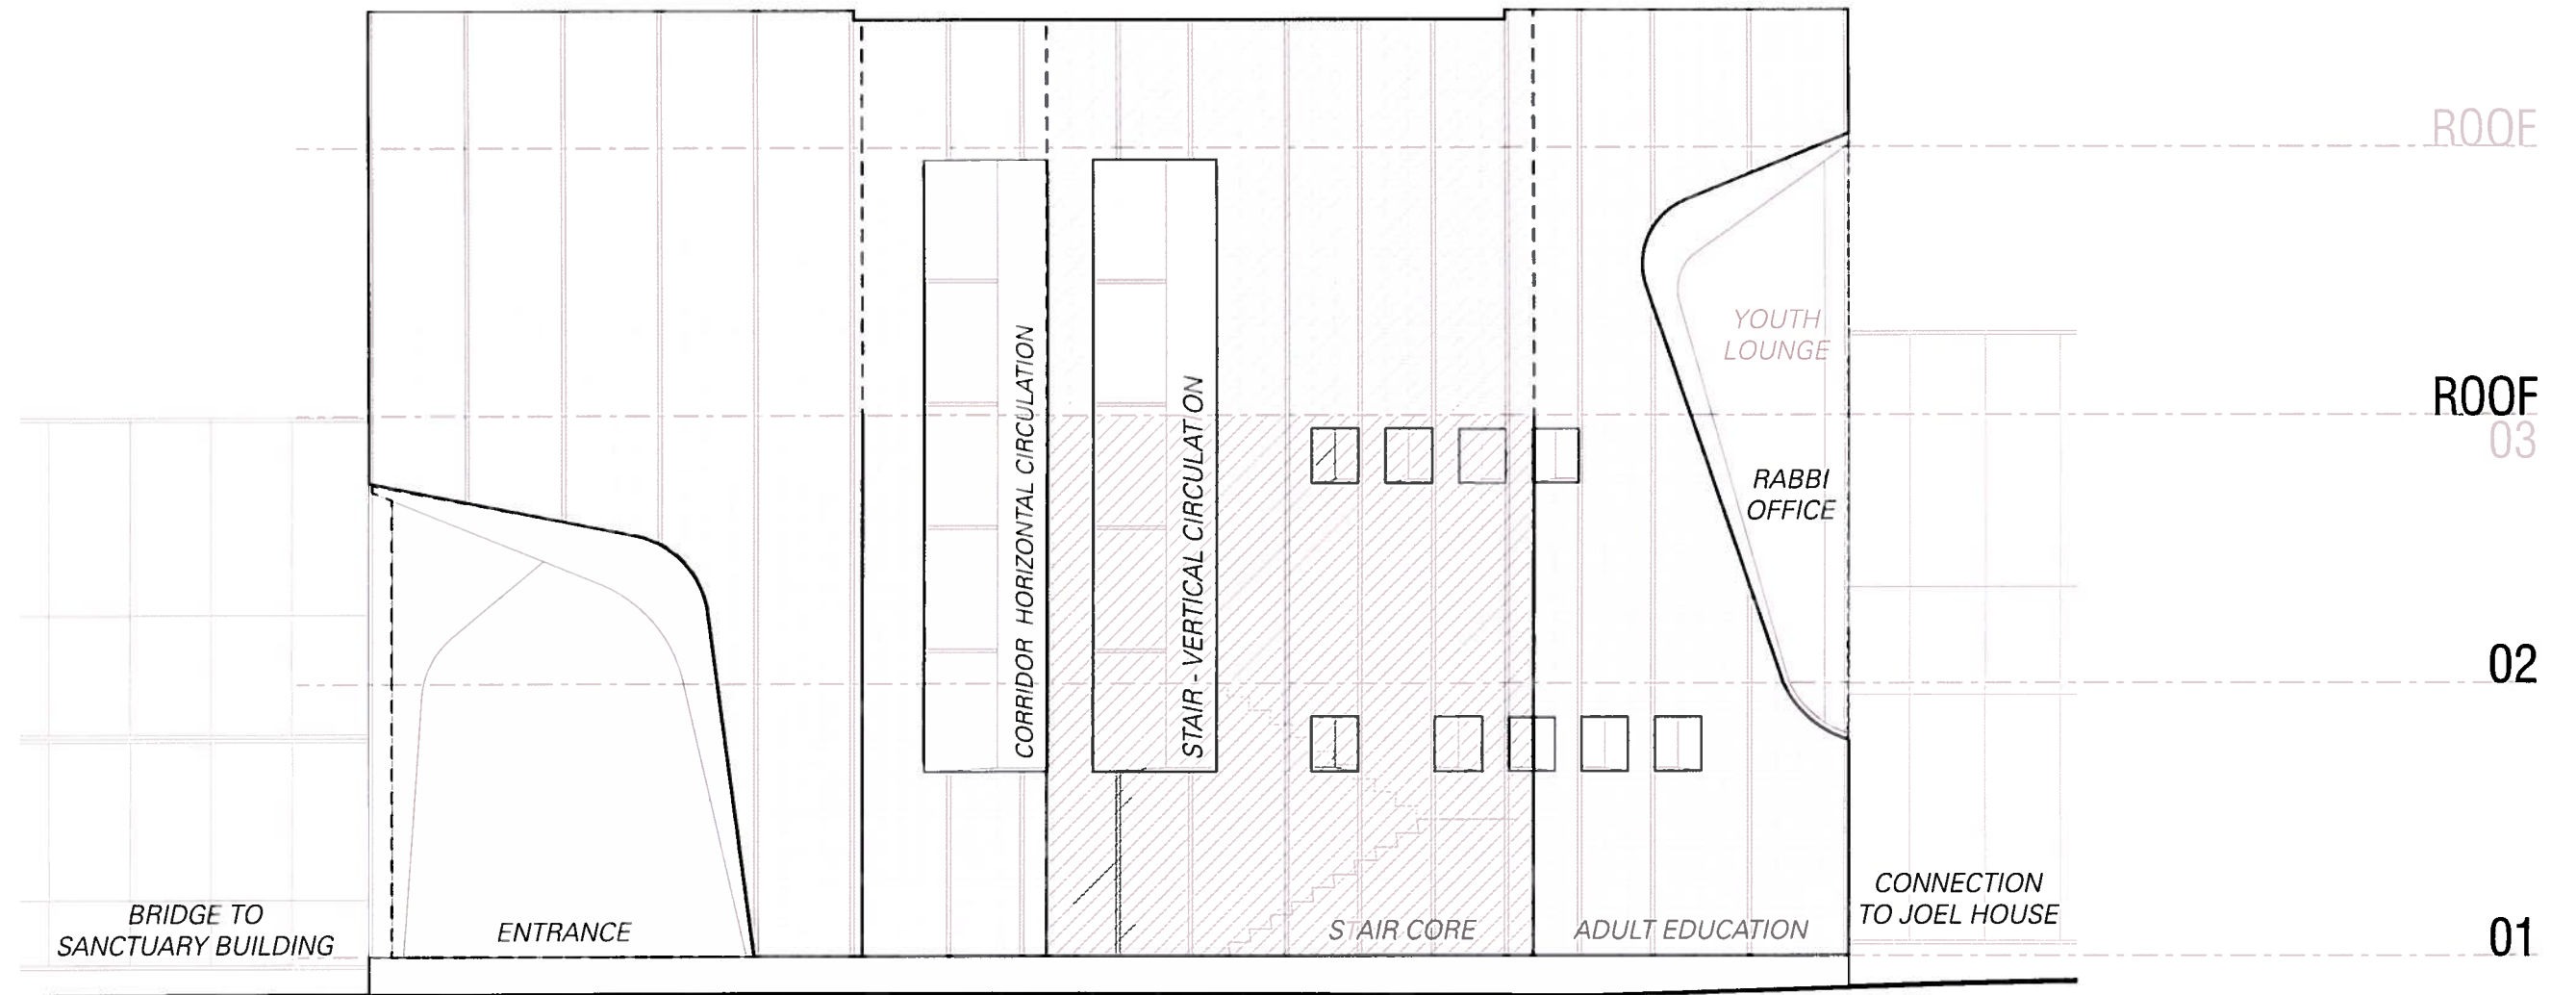 ROOF
YOUTH
LOUNGE
ROOF
03
RABBI
OFFICE
CORRIDOR HORIZONTAL CIRCULATION
STAIR - VERTICAL CIRCULATION
02
BRIDGE TO
SANCTUARY BUILDING
ENTRANCE
STAIR CORE
ADULT EDUCATION
CONNECTION
TO JOEL HOUSE
01